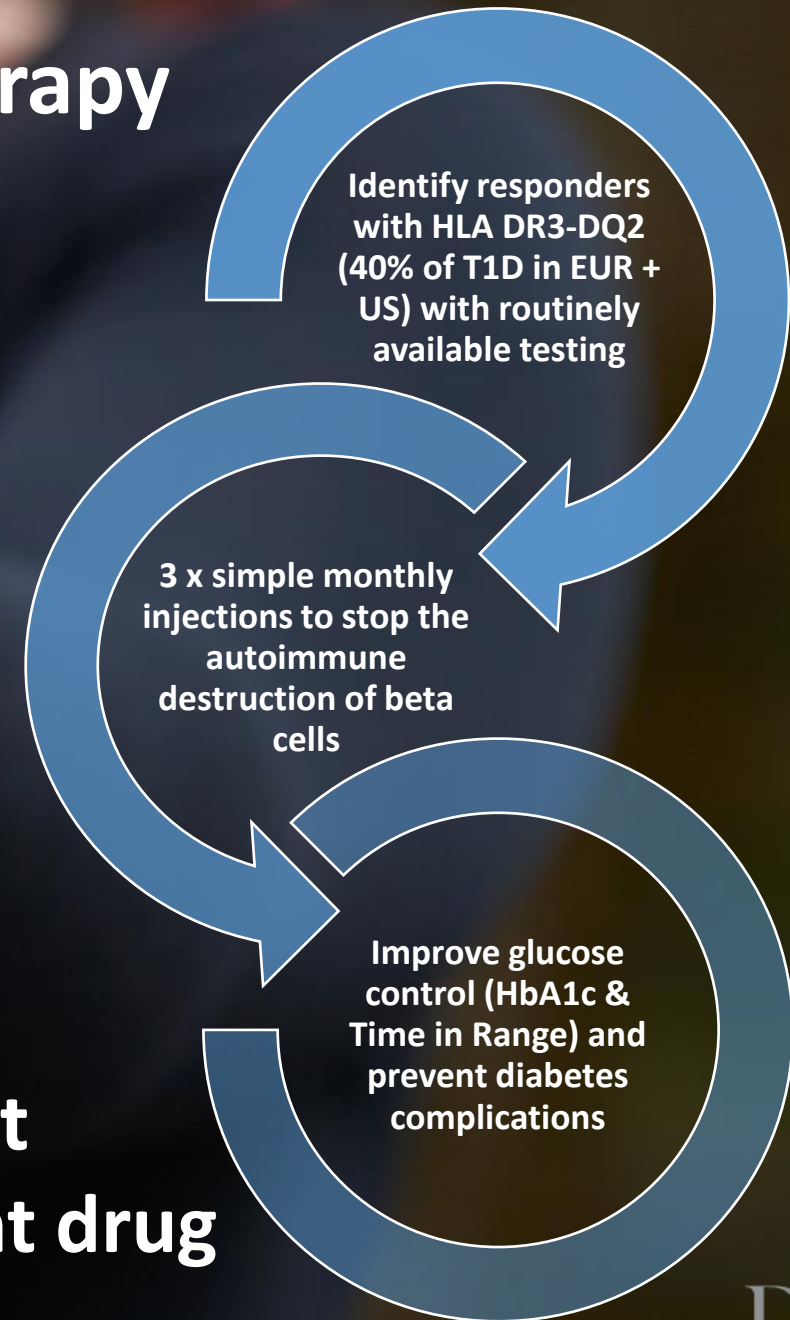 rapy
Identify responders
with HLA DR3-DQ2
(40% of T1D in EUR +
US) with routinely
available testing
3 x simple monthly
injections to stop the
autoimmune
destruction of beta
cells
Improve glucose
control (HbA1c &
Time in Range) and
prevent diabetes
complications
t
t drug